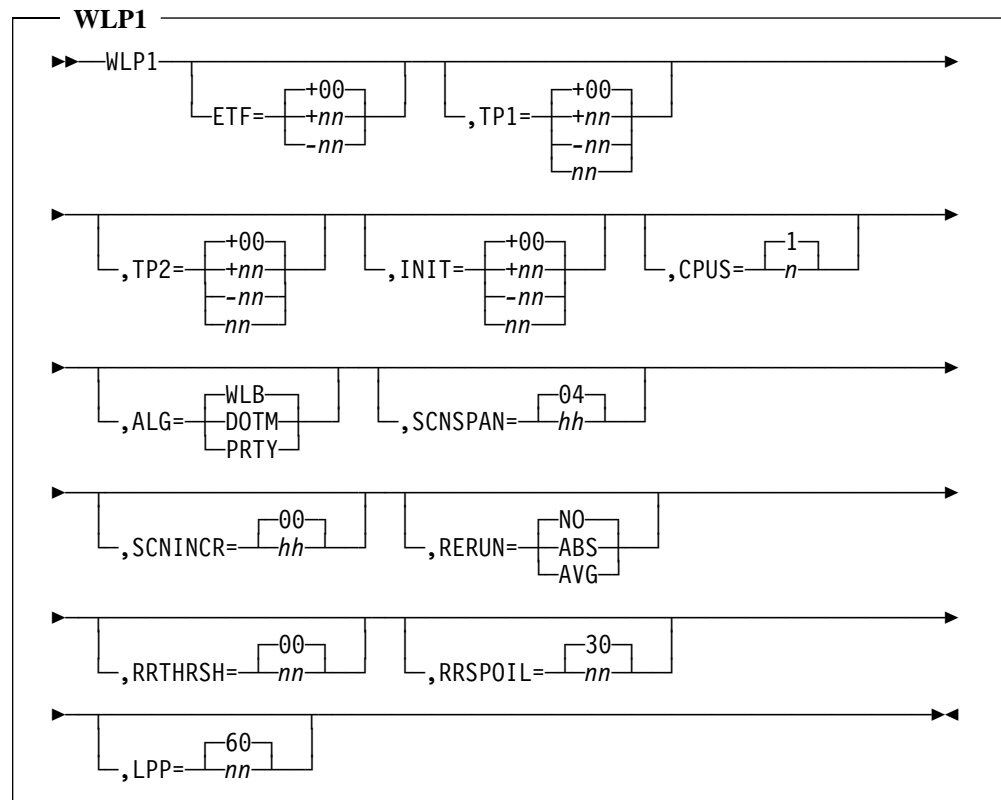 WLP1
WLP1
+00 +00
ETF= +nn ,TP1= +nn
-nn -nn
nn
+00 +00 1
,TP2= +nn ,INIT= +nn ,CPUS= n
-nn -nn
nn nn
WLB 04
,ALG= DOTM ,SCNSPAN= hh
PRTY
00 NO
,SCNINCR= hh ,RERUN= ABS
AVG
00 30
,RRTHRSH= nn ,RRSPOIL= nn
60
,LPP= nn